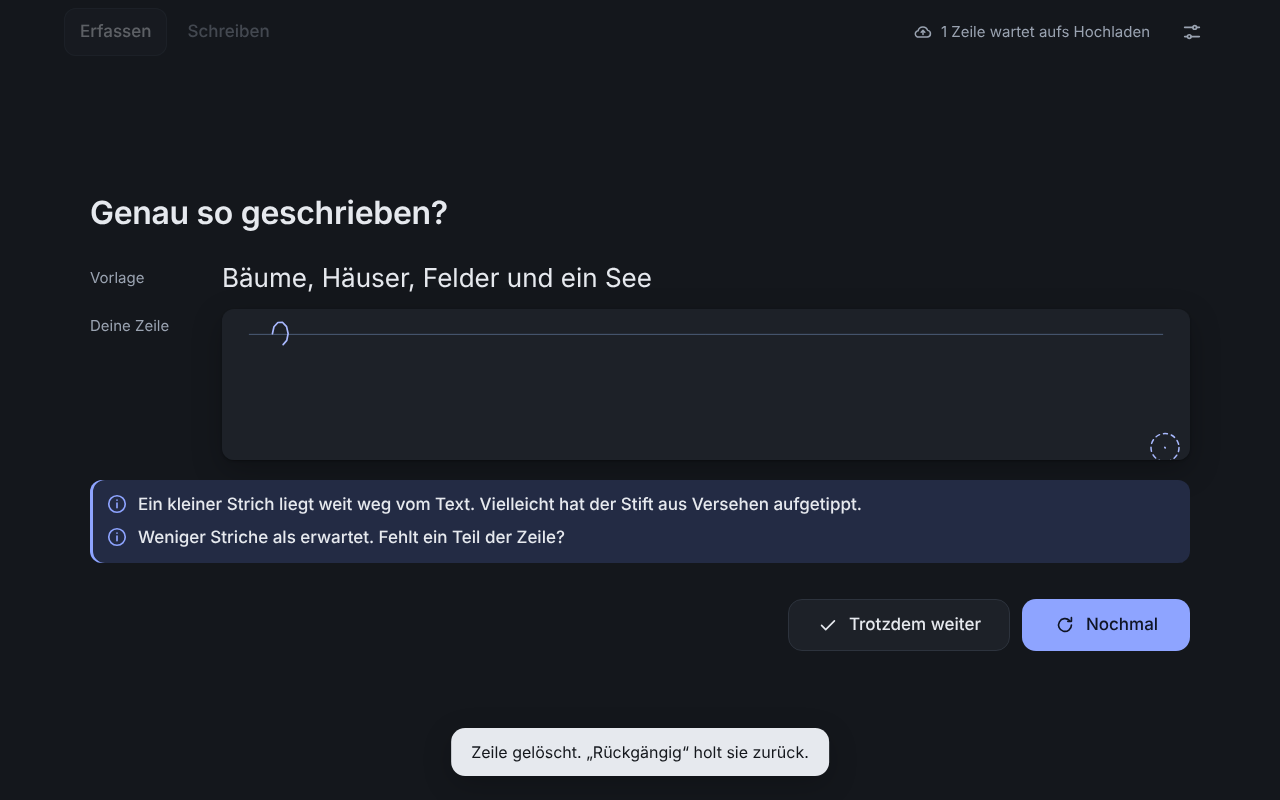 Erfassen Schreiben 1 Zeile wartet aufs Hochladen
Genau so geschrieben?
Vorlage Bäume, Häuser, Felder und ein See
Deine Zeile
Ein kleiner Strich liegt weit weg vom Text. Vielleicht hat der Stift aus Versehen aufgetippt.
Weniger Striche als erwartet. Fehlt ein Teil der Zeile?
Trotzdem weiter Nochmal
Zeile gelöscht. „Rückgängig“ holt sie zurück.